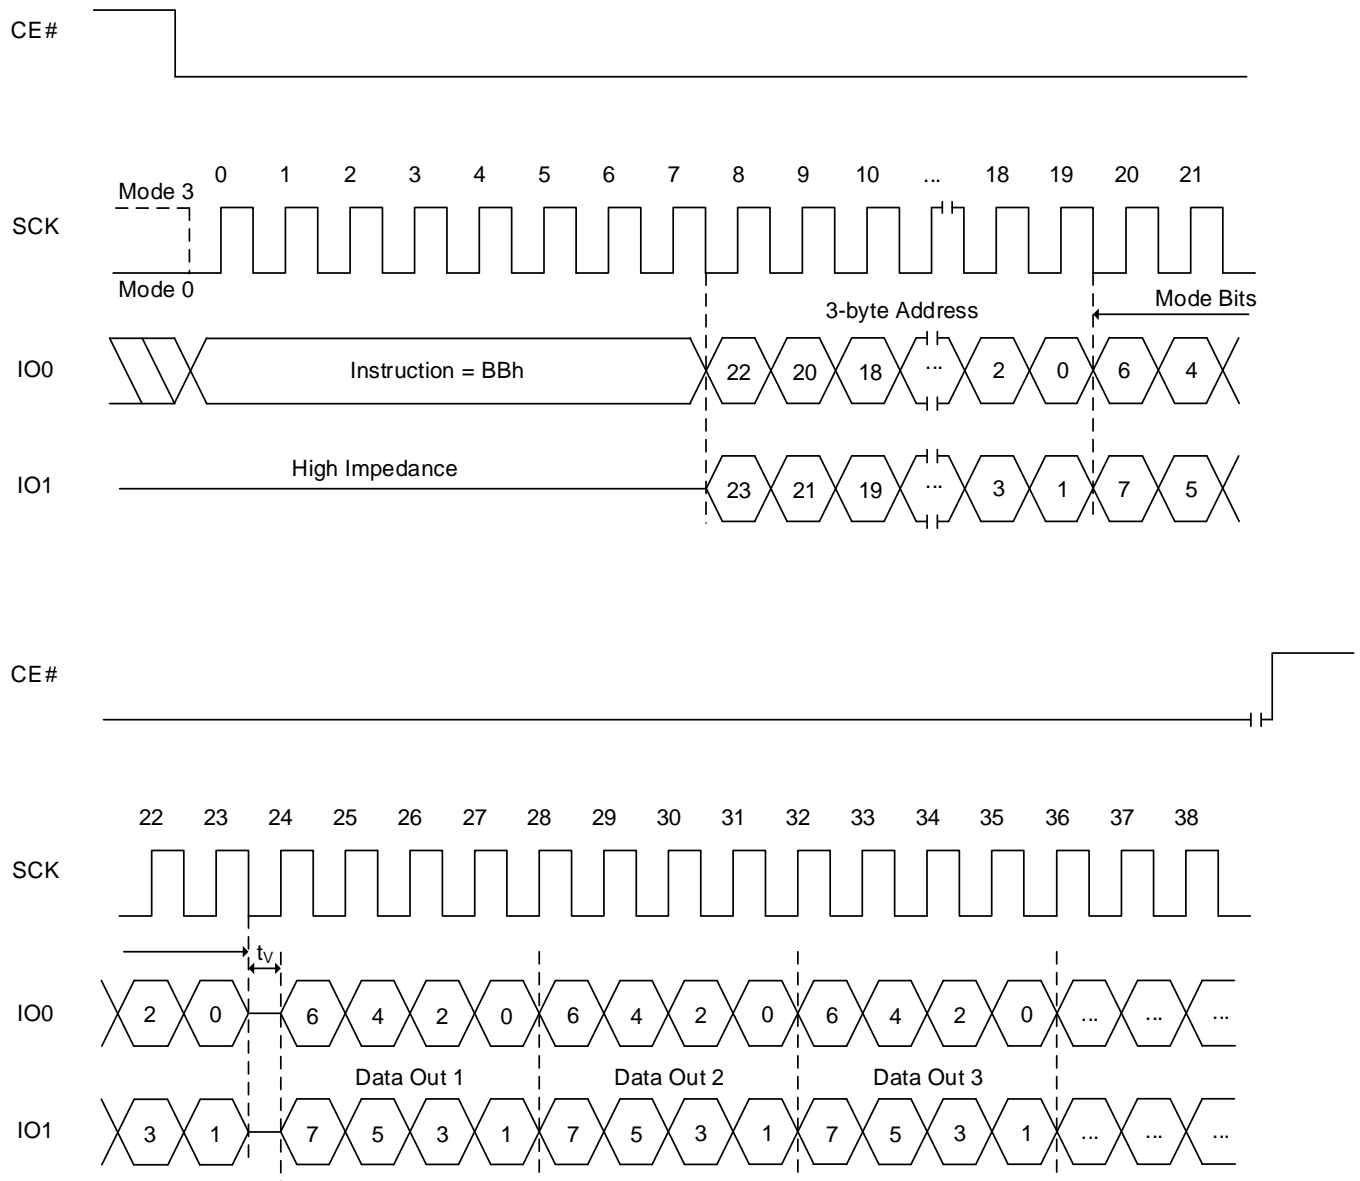 CE#
0 1 2 3 4 5 6 7 8 9 10 ... 18 19 20 21
Mode 3
SCK
Mode 0
3-byte Address
Mode Bits
IO0 Instruction = BBh 22 20 18 ... 2 0 6 4
High Impedance
IO1 23 21 19 ... 3 1 7 5
CE#
22 23 24 25 26 27 28 29 30 31 32 33 34 35 36 37 38
SCK
tV
IO0 2 0 6 4 2 0 6 4 2 0 6 4 2 0 ... ... ...
Data Out 1 Data Out 2 Data Out 3
IO1 3 1 7 5 3 1 7 5 3 1 7 5 3 1 ... ... ...